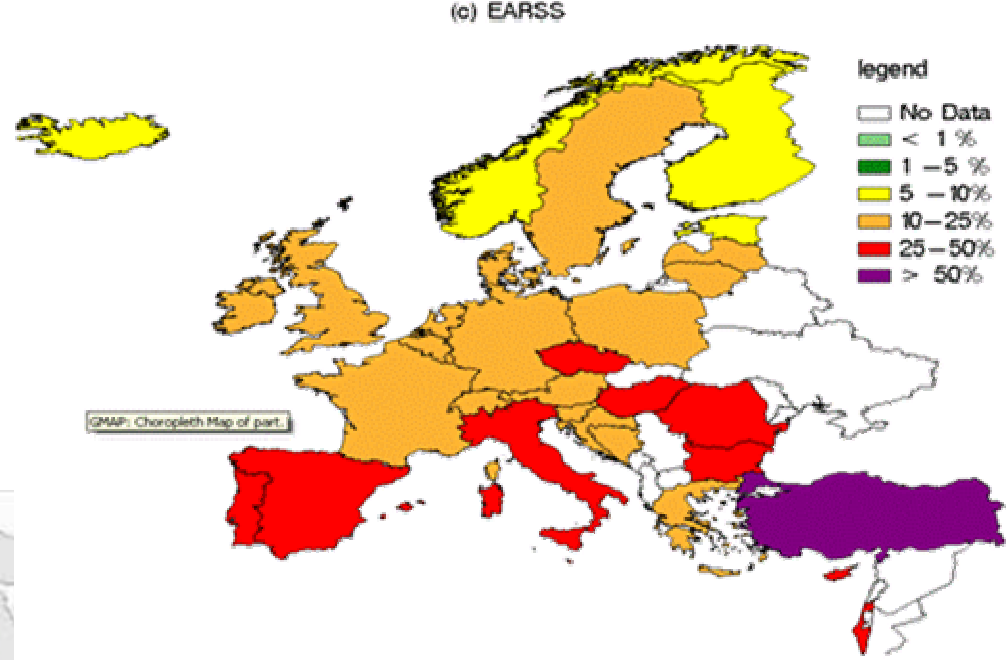 (c) EARSS
legend
No Data
< 1 %
1 –5 %
5 –10%
10–25%
25–50%
> 50%
GMAP: Choropleth Map of part.